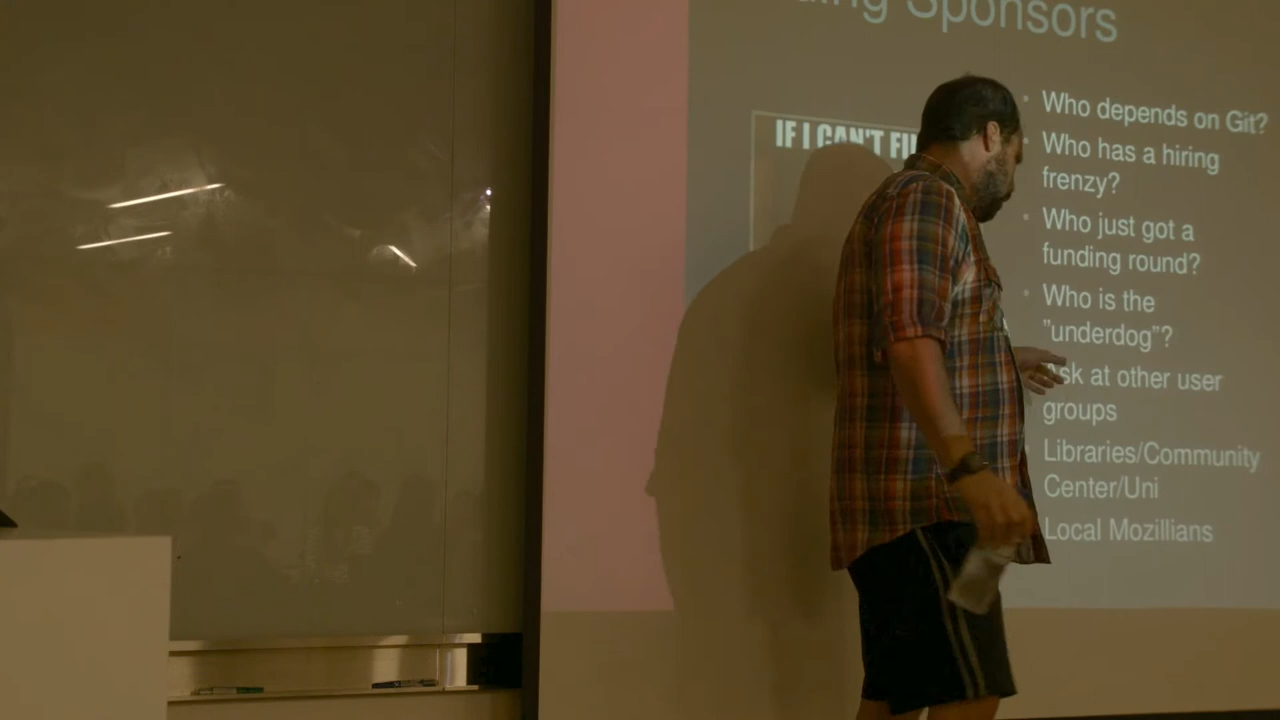 Sponsors
IF I CAN'T
Who depends on Git?
Who has a hiring
frenzy?
Who just got a
funding round?
Who is the
"underdog"?
Ask at other user
groups
Libraries/Community
Center/Uni
Local Mozillians